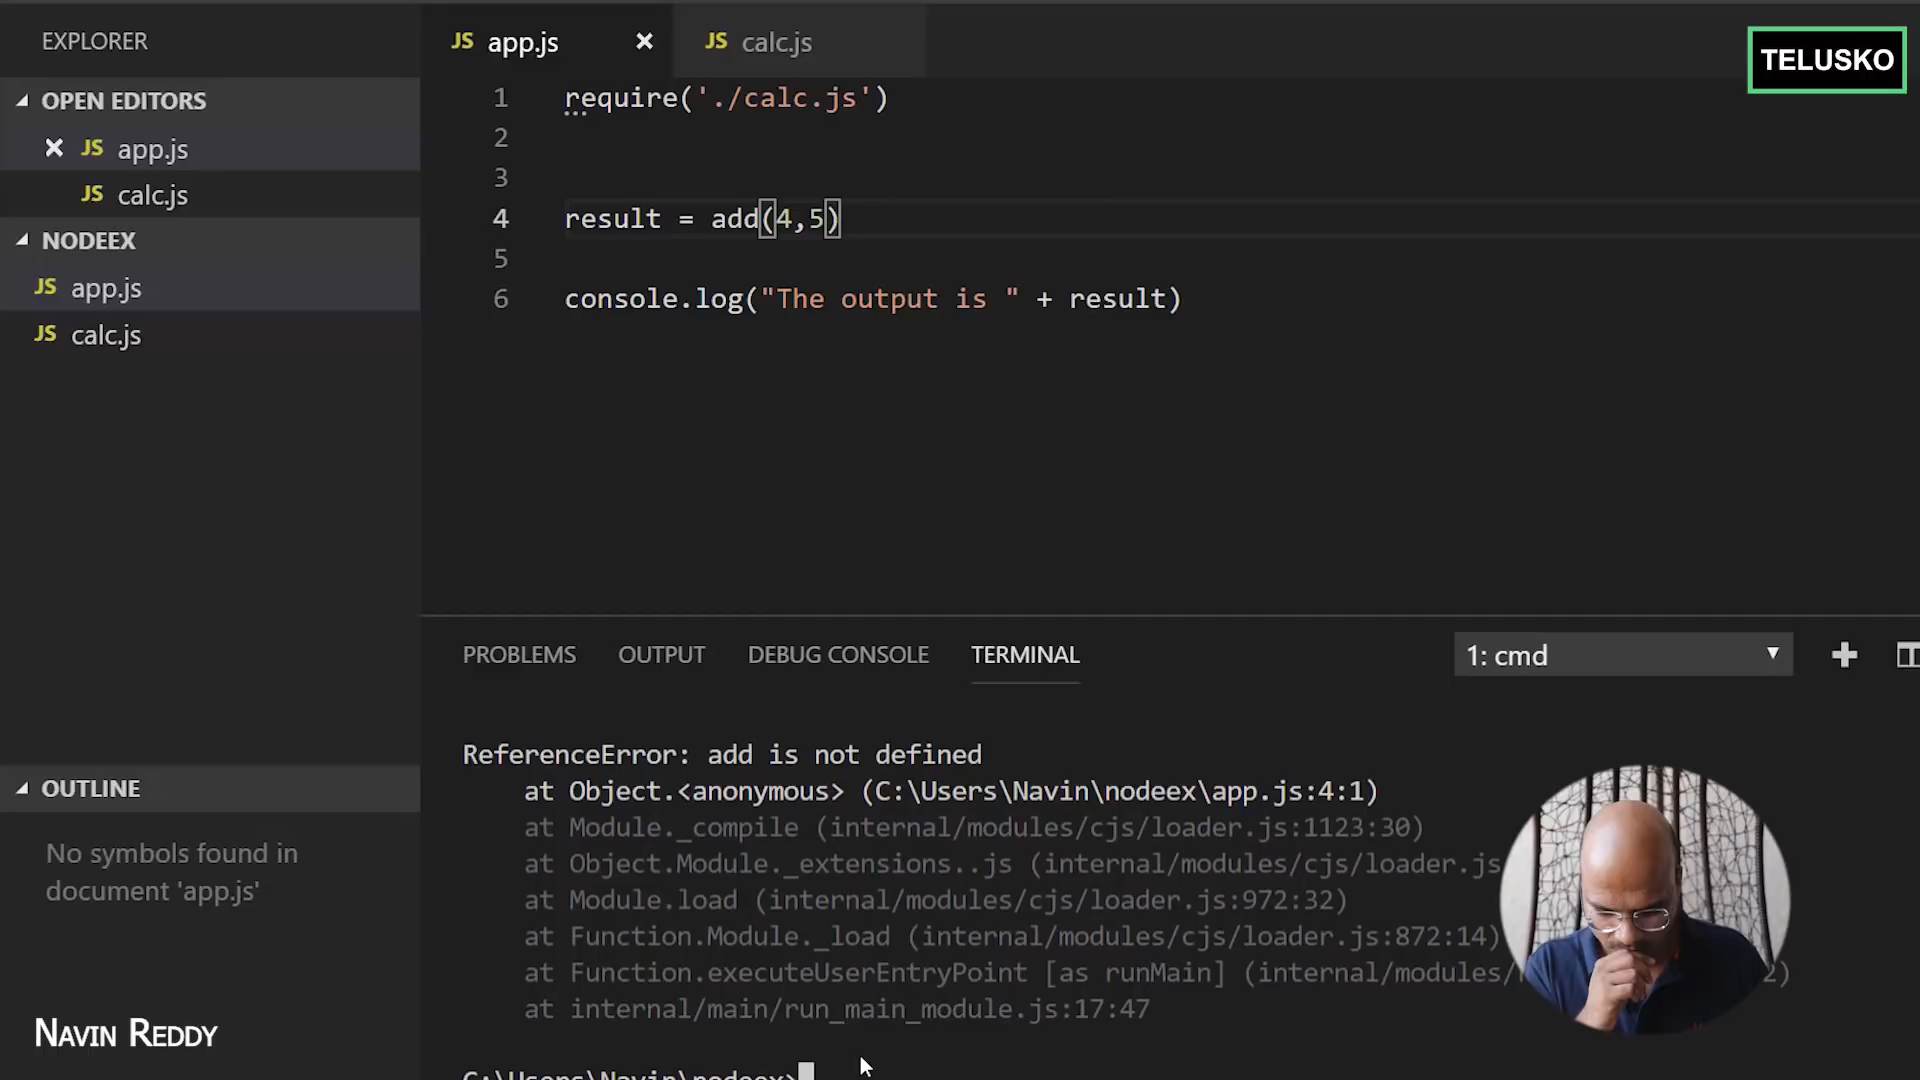 EXPLORER
OPEN EDITORS
JS app.js
JS calc.js
NODEEX
JS app.js
JS calc.js
OUTLINE
No symbols found in
document 'app.js'
NAVIN REDDY
JS app.js
JS calc.js
TELUSKO
1 require('./calc.js')
2
3
4 result = add(4,5)
5
6 console.log("The output is " + result)
PROBLEMS OUTPUT DEBUG CONSOLE TERMINAL
1: cmd
ReferenceError: add is not defined
at Object.<anonymous> (C:\Users\Navin\nodeex\app.js:4:1)
at Module._compile (internal/modules/cjs/loader.js:1123:30)
at Object.Module._extensions..js (internal/modules/cjs/loader.js
at Module.load (internal/modules/cjs/loader.js:972:32)
at Function.Module._load (internal/modules/cjs/loader.js:872:14)
at Function.executeUserEntryPoint [as runMain] (internal/modules/ 2)
at internal/main/run_main_module.js:17:47
C:\Users\Navin\nodeex>